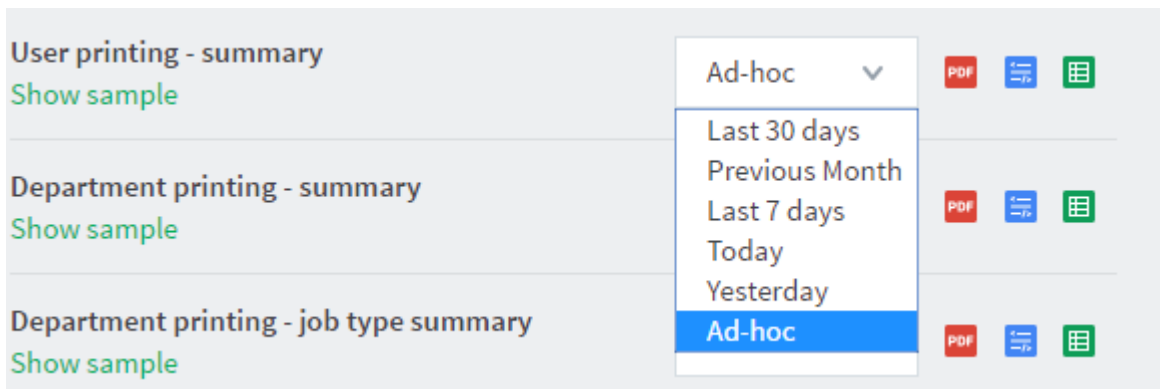 User printing - summary
Show sample
Ad-hoc
PDF
Last 30 days
Previous Month
Last 7 days
Today
Yesterday
Ad-hoc
Department printing - summary
Show sample
PDF
Department printing - job type summary
Show sample
PDF